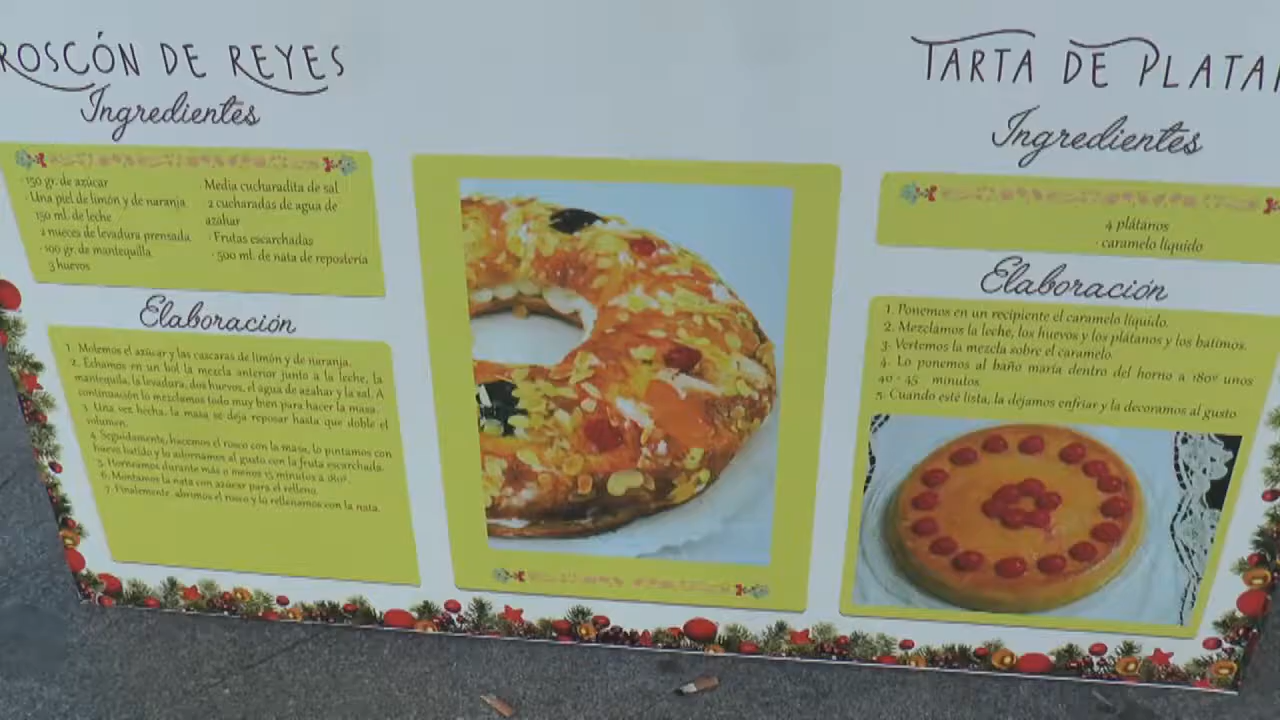 ROSCÓN DE REYES
Ingredientes
· 150 gr. de azúcar
· Una piel de limón y de naranja
150 ml. de leche
2 nueces de levadura prensada
· 100 gr. de mantequilla
3 huevos
· Media cucharadita de sal
· 2 cucharadas de agua de
azahar
· Frutas escarchadas
· 500 ml. de nata de repostería
Elaboración
1. Molemos el azúcar y las cascaras de limón y de naranja.
2. Echamos en un bol la mezcla anterior junto a la leche, la
mantequilla, la levadura, dos huevos, el agua de azahar y la sal. A
continuación lo mezclamos todo muy bien para hacer la masa.
3. Una vez hecha, la masa se deja reposar hasta que doble el
volumen.
4. Seguidamente, hacemos el rosco con la masa, lo pintamos con
huevo batido y lo adornamos al gusto con la fruta escarchada.
5. Horneamos durante más o menos 15 minutos a 180º.
6. Montamos la nata con azúcar para el relleno.
7. Finalemente, abrimos el rosco y lo rellenamos con la nata.
TARTA DE PLATA
Ingredientes
4 plátanos
· caramelo líquido
Elaboración
1. Ponemos en un recipiente el caramelo líquido.
2. Mezclamos la leche, los huevos y los plátanos y los batimos.
3. Vertemos la mezcla sobre el caramelo.
4. Lo ponemos al baño maría dentro del horno a 180º unos
40 - 45 minutos.
5. Cuando esté lista, la dejamos enfriar y la decoramos al gusto